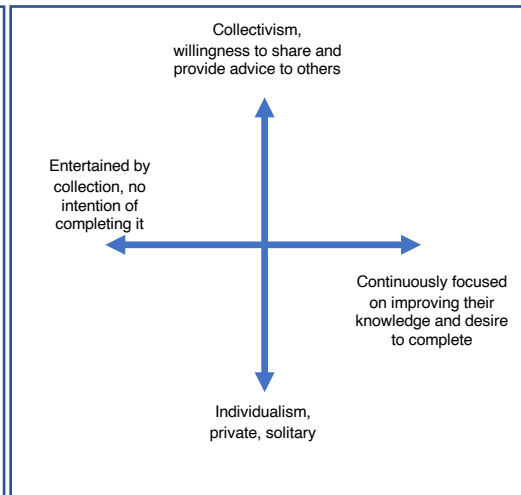 Collectivism,
willingness to share and
provide advice to others
Entertained by
collection, no
intention of
completing it
Continuously focused
on improving their
knowledge and desire
to complete
Individualism,
private, solitary